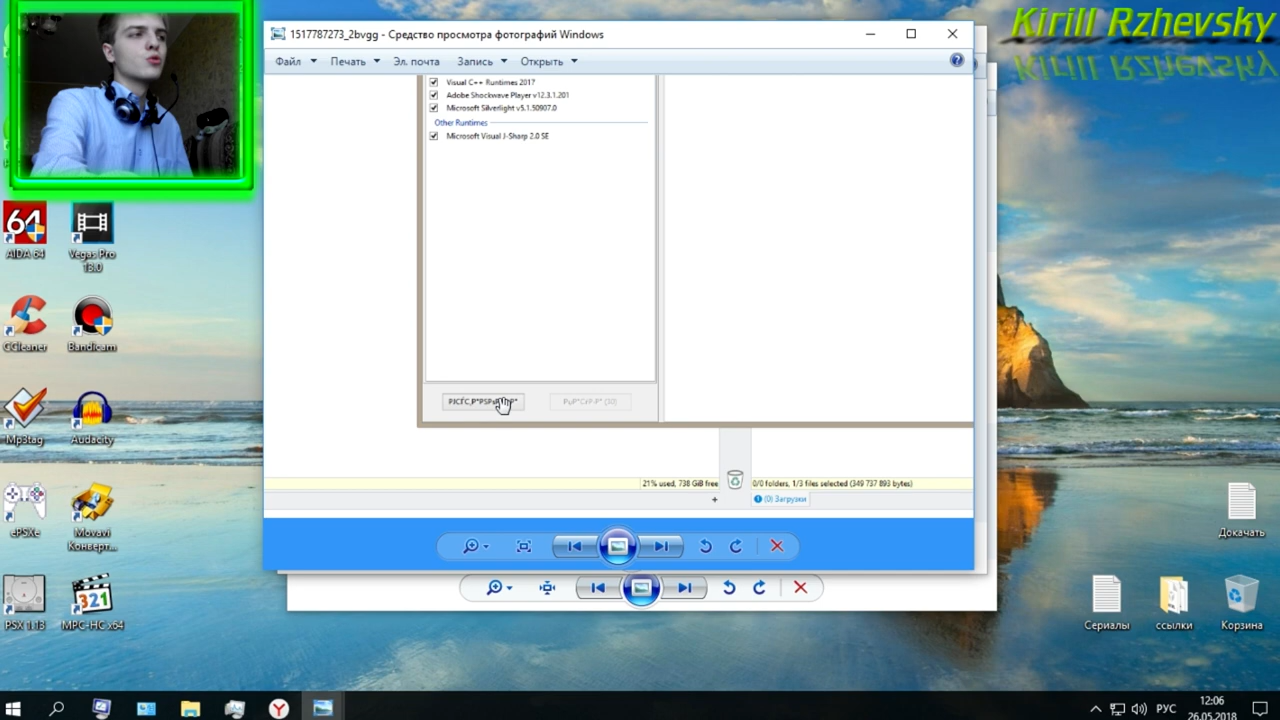 Kirill Rzhevsky
1517787273_2bvgg - Средство просмотра фотографий Windows
Файл Печать Эл. почта Запись Открыть
Visual C++ Runtimes 2017
Adobe Shockwave Player v12.3.1.201
Microsoft Silverlight v5.1.50907.0
Other Runtimes
Microsoft Visual J-Sharp 2.0 SE
64
AIDA 64
Vegas Pro
13.0
CCleaner
Bandicam
Mp3tag
Audacity
ePSXe
Movavi
Конверт...
PSX 1.13
321
MPC-HC x64
21% used, 738 GiB free
0/0 folders, 1/3 files selected (349 737 893 bytes)
+
(0) Загрузки
Докачать
Сериалы
ссылки
Корзина
РУС
12:06
26.05.2018